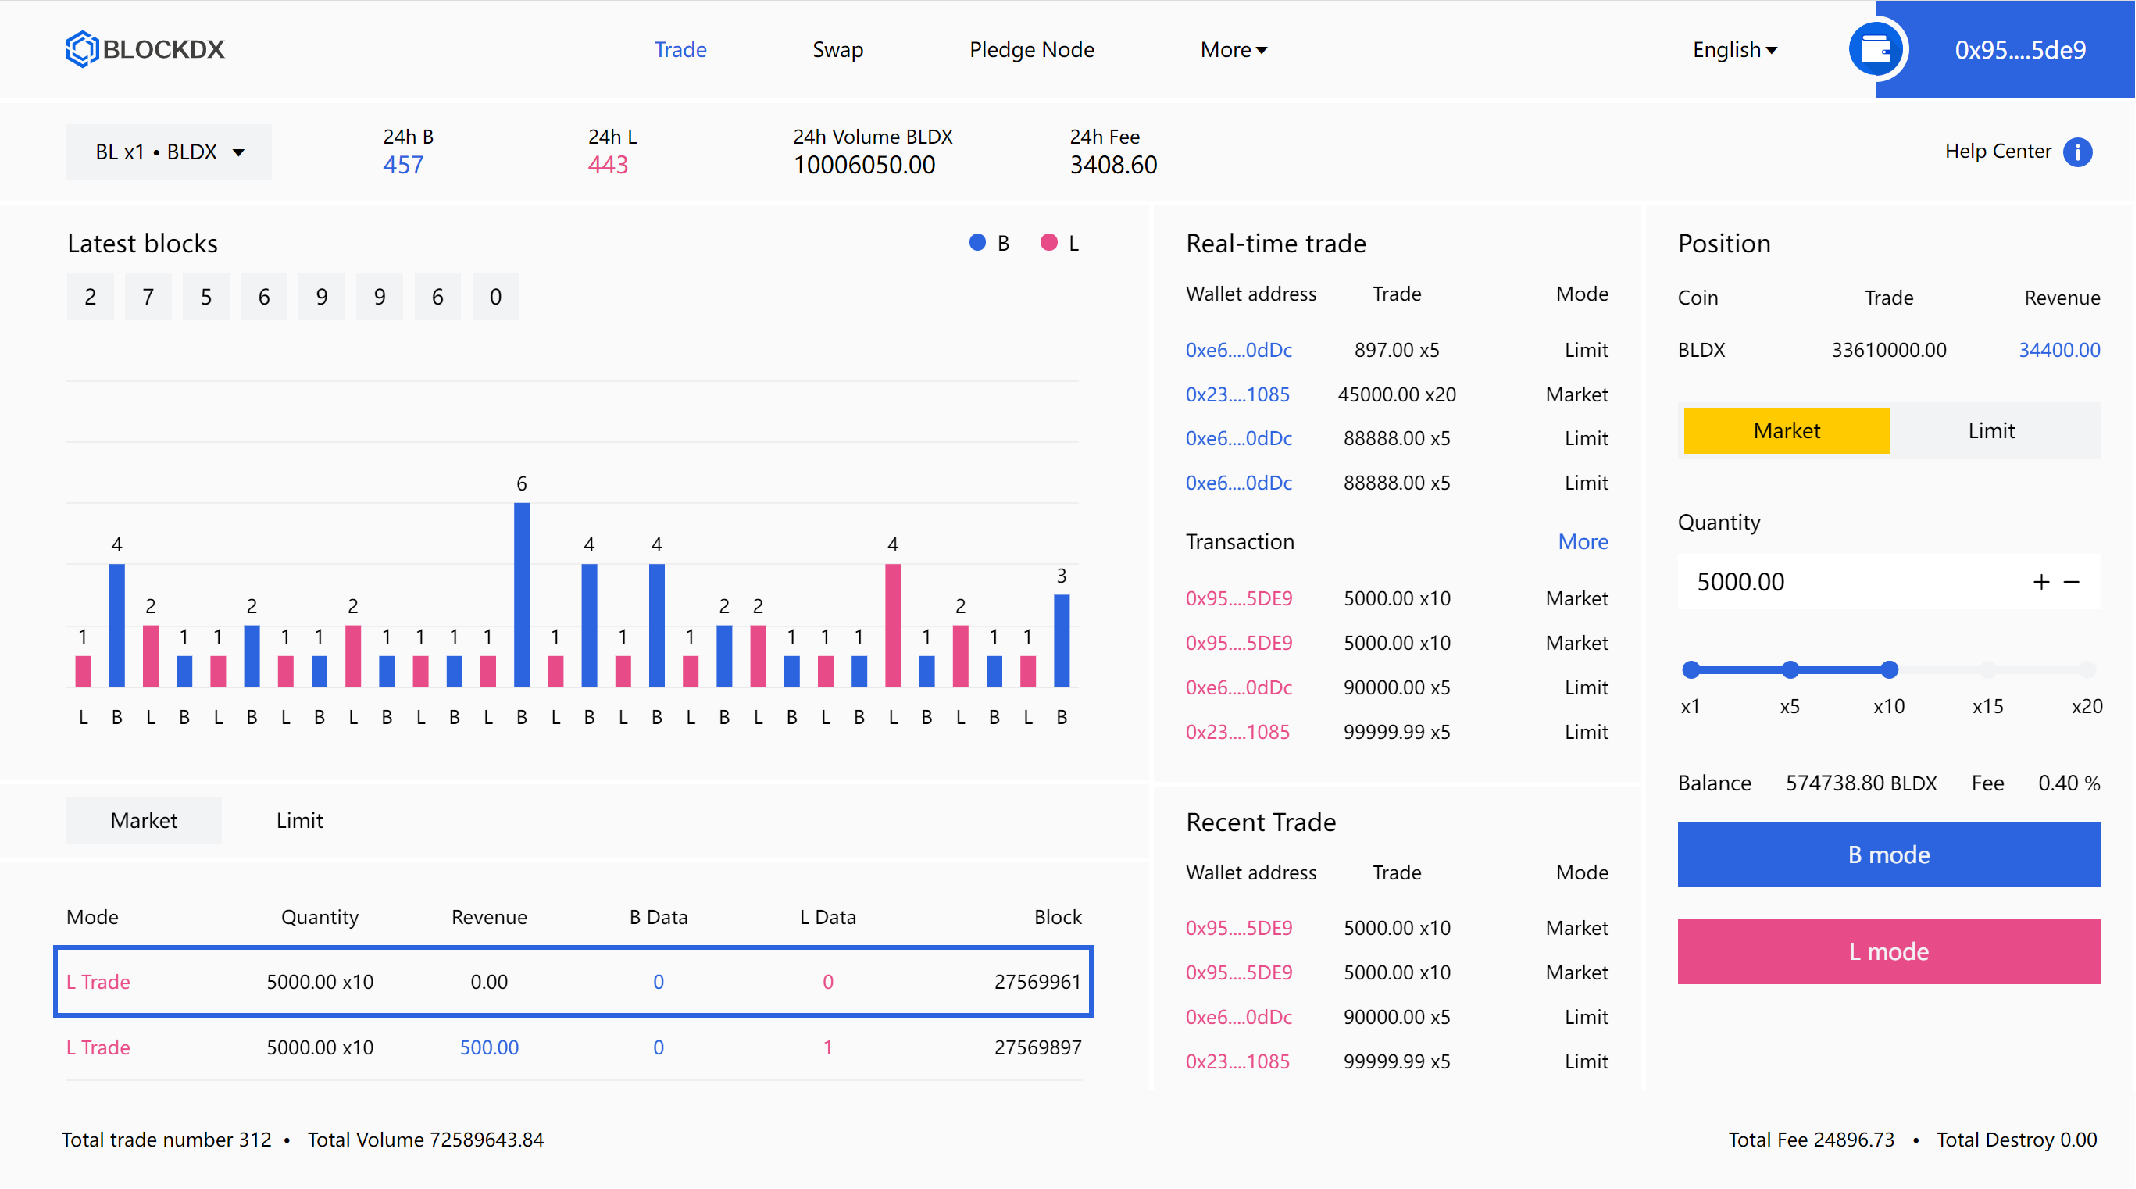 BLOCKDX
Trade Swap Pledge Node More
English
0x95....5de9
BL x1 • BLDX
24h B
457
24h L
443
24h Volume BLDX
10006050.00
24h Fee
3408.60
Help Center i
Latest blocks
B L
2 7 5 6 9 9 6 0
1 4 2 1 1 2 1 1 2 1 1 1 1 6 1 4 1 4 1 2 2 1 1 1 4 1 2 1 1 3
L B L B L B L B L B L B L B L B L B L B L B L B L B L B L B
Market Limit
Mode Quantity Revenue B Data L Data Block
L Trade 5000.00 x10 0.00 0 0 27569961
L Trade 5000.00 x10 500.00 0 1 27569897
Real-time trade
Wallet address Trade Mode
0xe6....0dDc 897.00 x5 Limit
0x23....1085 45000.00 x20 Market
0xe6....0dDc 88888.00 x5 Limit
0xe6....0dDc 88888.00 x5 Limit
Transaction More
0x95....5DE9 5000.00 x10 Market
0x95....5DE9 5000.00 x10 Market
0xe6....0dDc 90000.00 x5 Limit
0x23....1085 99999.99 x5 Limit
Recent Trade
Wallet address Trade Mode
0x95....5DE9 5000.00 x10 Market
0x95....5DE9 5000.00 x10 Market
0xe6....0dDc 90000.00 x5 Limit
0x23....1085 99999.99 x5 Limit
Position
Coin Trade Revenue
BLDX 33610000.00 34400.00
Market Limit
Quantity
5000.00 + −
x1 x5 x10 x15 x20
Balance 574738.80 BLDX Fee 0.40 %
B mode
L mode
Total trade number 312 • Total Volume 72589643.84
Total Fee 24896.73 • Total Destroy 0.00